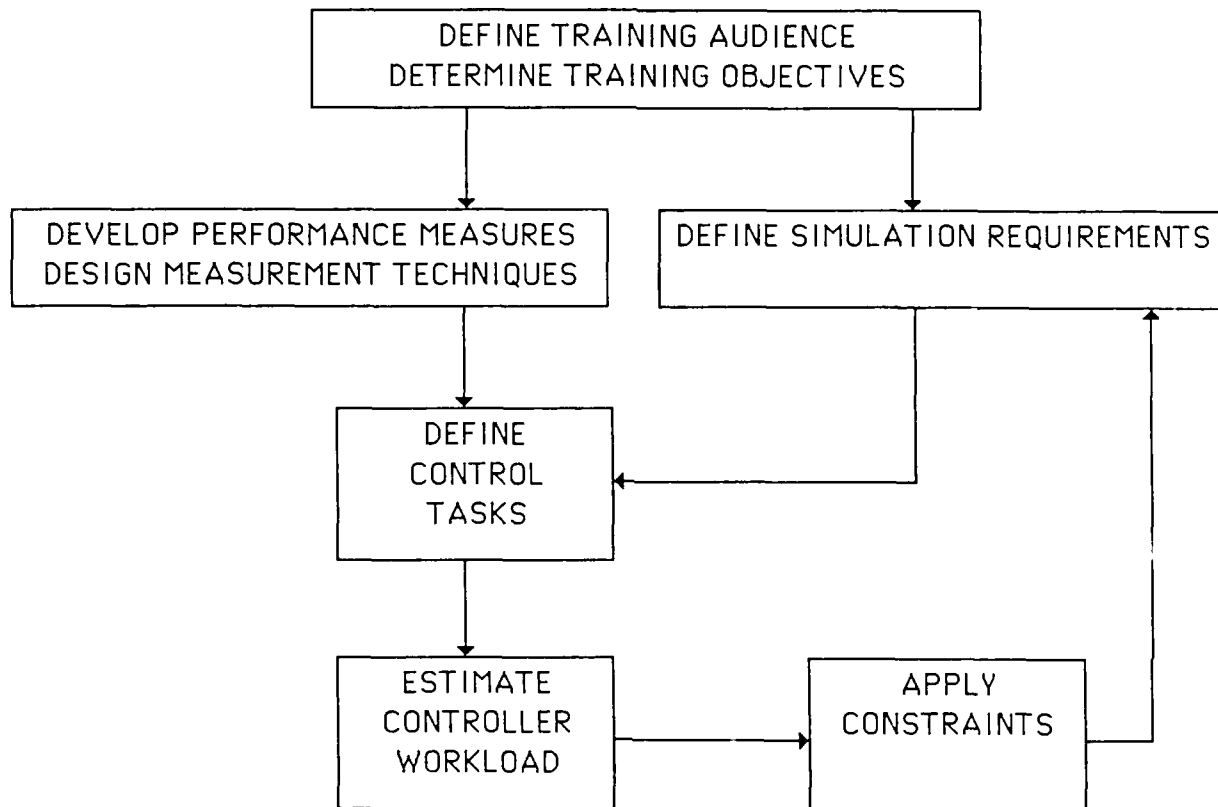 DEFINE TRAINING AUDIENCE
DETERMINE TRAINING OBJECTIVES
DEVELOP PERFORMANCE MEASURES
DESIGN MEASUREMENT TECHNIQUES
DEFINE SIMULATION REQUIREMENTS
DEFINE
CONTROL
TASKS
ESTIMATE
CONTROLLER
WORKLOAD
APPLY
CONSTRAINTS